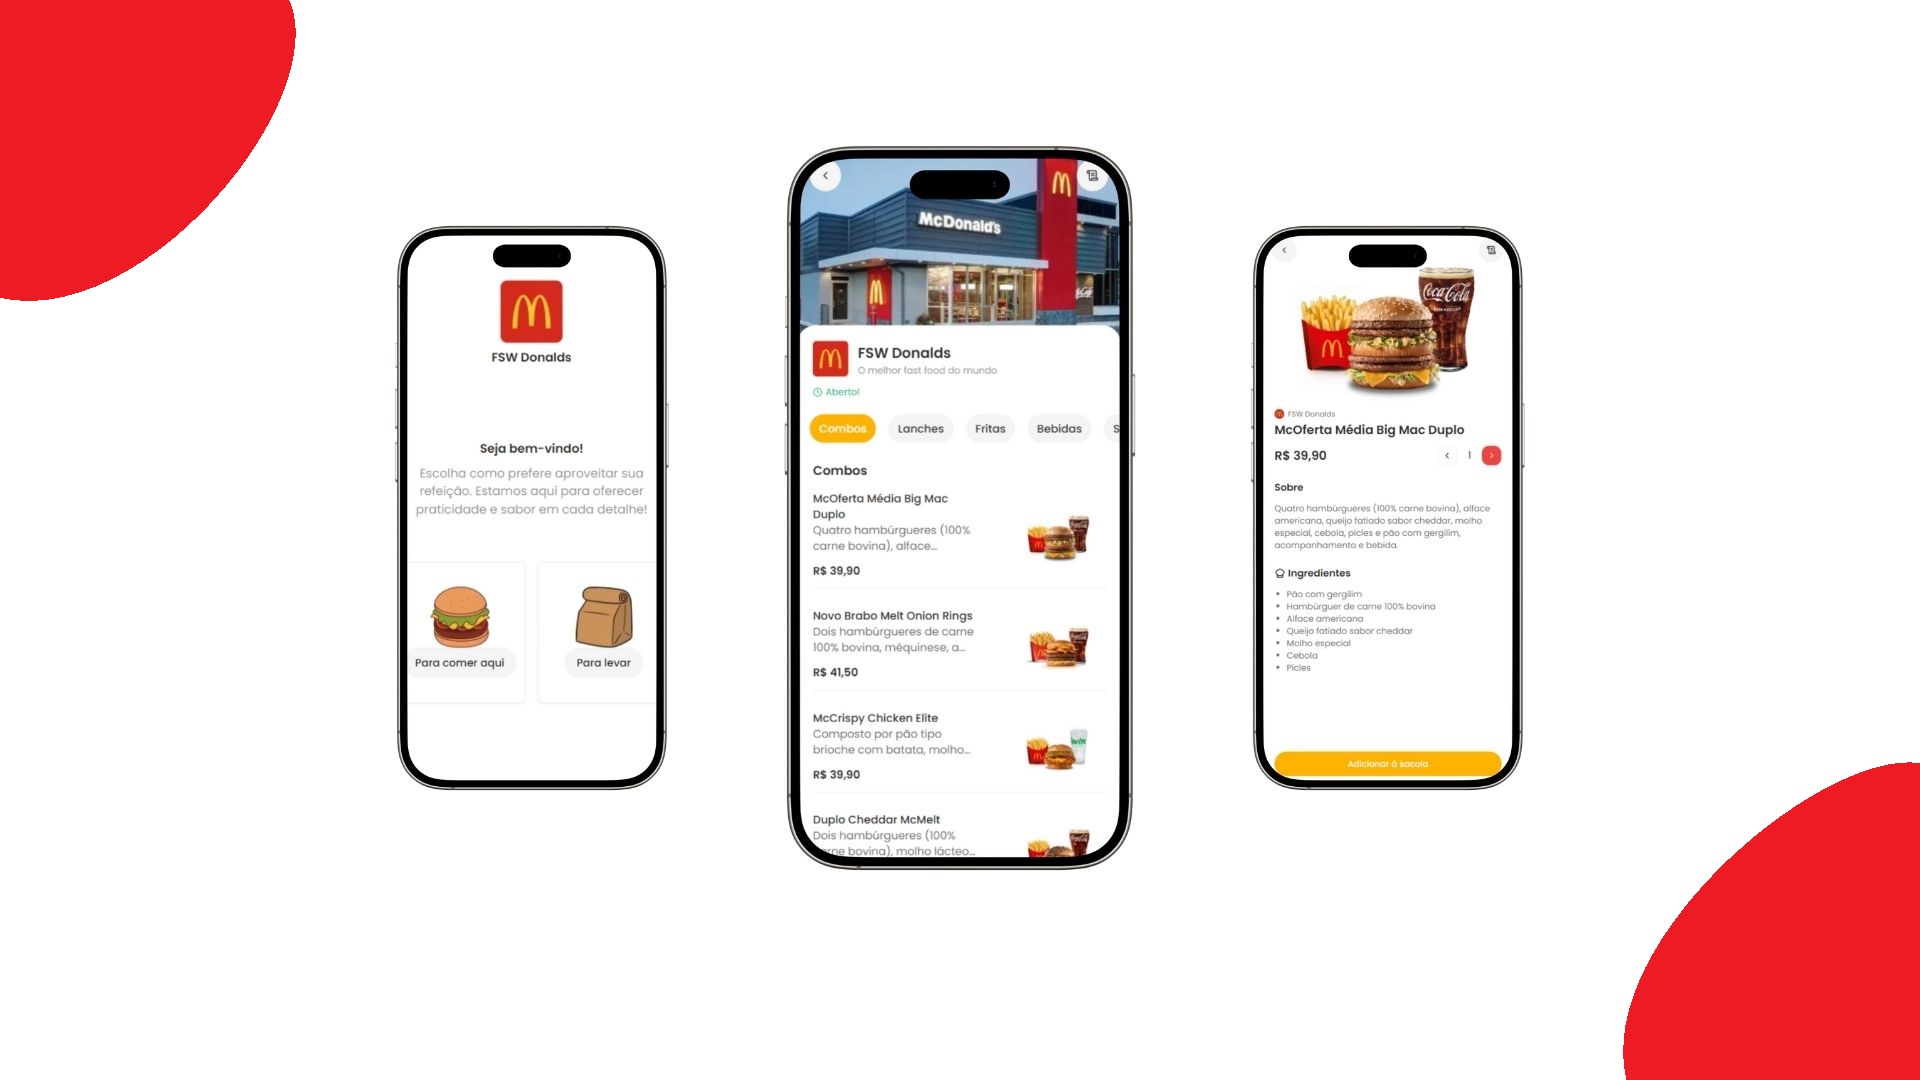 FSW Donalds
Seja bem-vindo!
Escolha como prefere aproveitar sua
refeição. Estamos aqui para oferecer
praticidade e sabor em cada detalhe!
Para comer aqui
Para levar
McDonald's
FSW Donalds
O melhor fast food do mundo
Aberto!
Combos
Lanches
Fritas
Bebidas
S
Combos
McOferta Média Big Mac
Duplo
Quatro hambúrgueres (100%
carne bovina), alface...
R$ 39,90
Novo Brabo Melt Onion Rings
Dois hambúrgueres de carne
100% bovina, méquinese, a...
R$ 41,50
McCrispy Chicken Elite
Composto por pão tipo
brioche com batata, molho...
R$ 39,90
Duplo Cheddar McMelt
Dois hambúrgueres (100%
carne bovina), molho lácteo...
Coca-Cola
FSW Donalds
McOferta Média Big Mac Duplo
R$ 39,90
1
Sobre
Quatro hambúrgueres (100% carne bovina), alface
americana, queijo fatiado sabor cheddar, molho
especial, cebola, picles e pão com gergilim,
acompanhamento e bebida.
Ingredientes
• Pão com gergilim
• Hambúrguer de carne 100% bovina
• Alface americana
• Queijo fatiado sabor cheddar
• Molho especial
• Cebola
• Picles
Adicionar à sacola